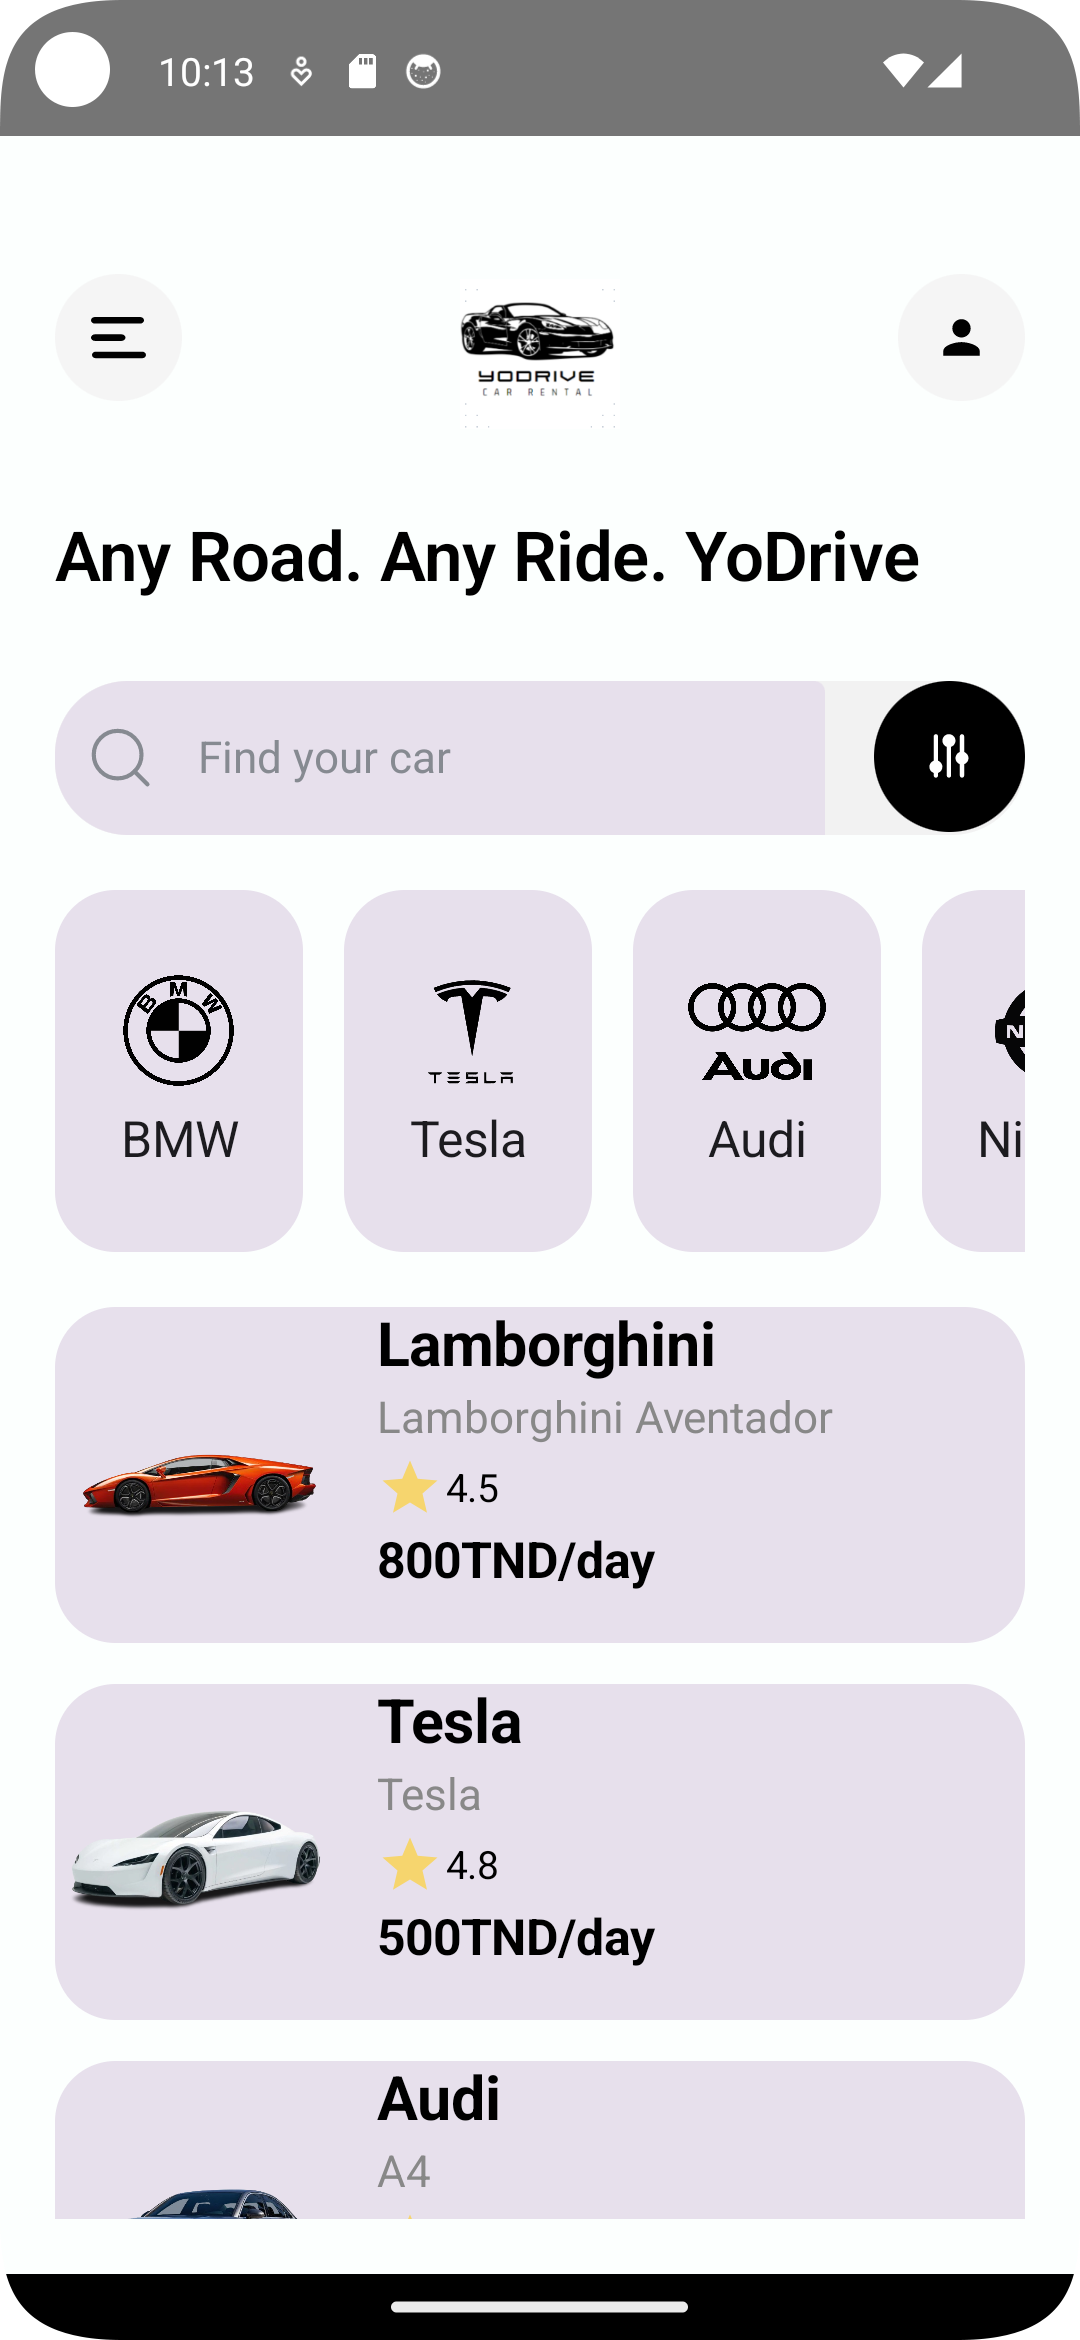 10:13
YODRIVE
CAR RENTAL
Any Road. Any Ride. YoDrive
Find your car
BMW
TESLA
Audi
N
BMW
Tesla
Audi
Ni
Lamborghini
Lamborghini Aventador
4.5
800TND/day
Tesla
Tesla
4.8
500TND/day
Audi
A4